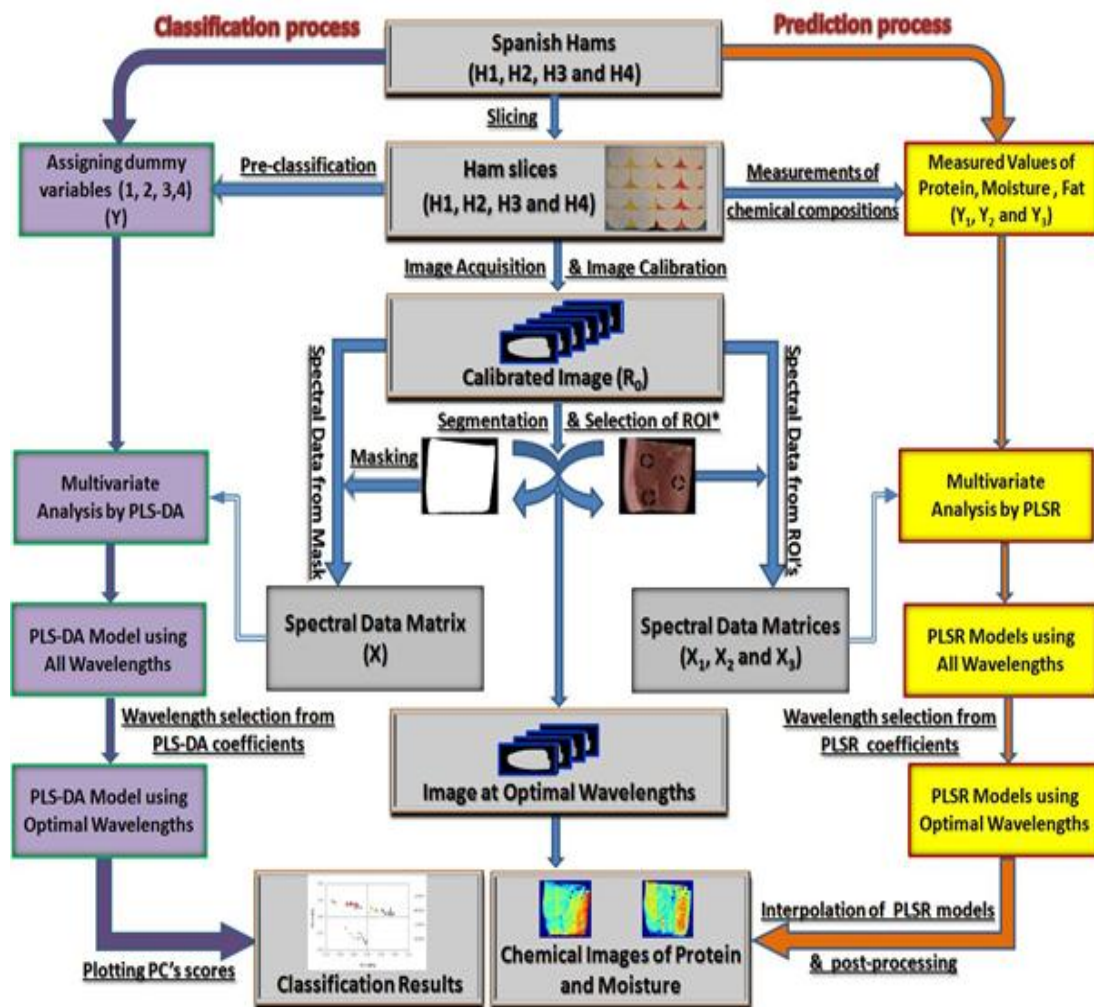 Classification process
Prediction process
Spanish Hams
(H1, H2, H3 and H4)
Slicing
Assigning dummy
variables (1, 2, 3,4)
(Y)
Pre-classification
Ham slices
(H1, H2, H3 and H4)
Measurements of
chemical compositions
Measured Values of
Protein, Moisture , Fat
(Y₁, Y₂ and Y₃)
Image Acquisition & Image Calibration
Calibrated Image (R₀)
Spectral Data from Mask
Spectral Data from ROI's
Segmentation & Selection of ROI*
Masking
Multivariate
Analysis by PLS-DA
Multivariate
Analysis by PLSR
Spectral Data Matrix
(X)
Spectral Data Matrices
(X₁, X₂ and X₃)
PLS-DA Model using
All Wavelengths
PLSR Models using
All Wavelengths
Wavelength selection from
PLS-DA coefficients
Wavelength selection from
PLSR coefficients
Image at Optimal Wavelengths
PLS-DA Model using
Optimal Wavelengths
PLSR Models using
Optimal Wavelengths
Plotting PC's scores
Classification Results
Chemical Images of Protein
and Moisture
Interpolation of PLSR models
& post-processing